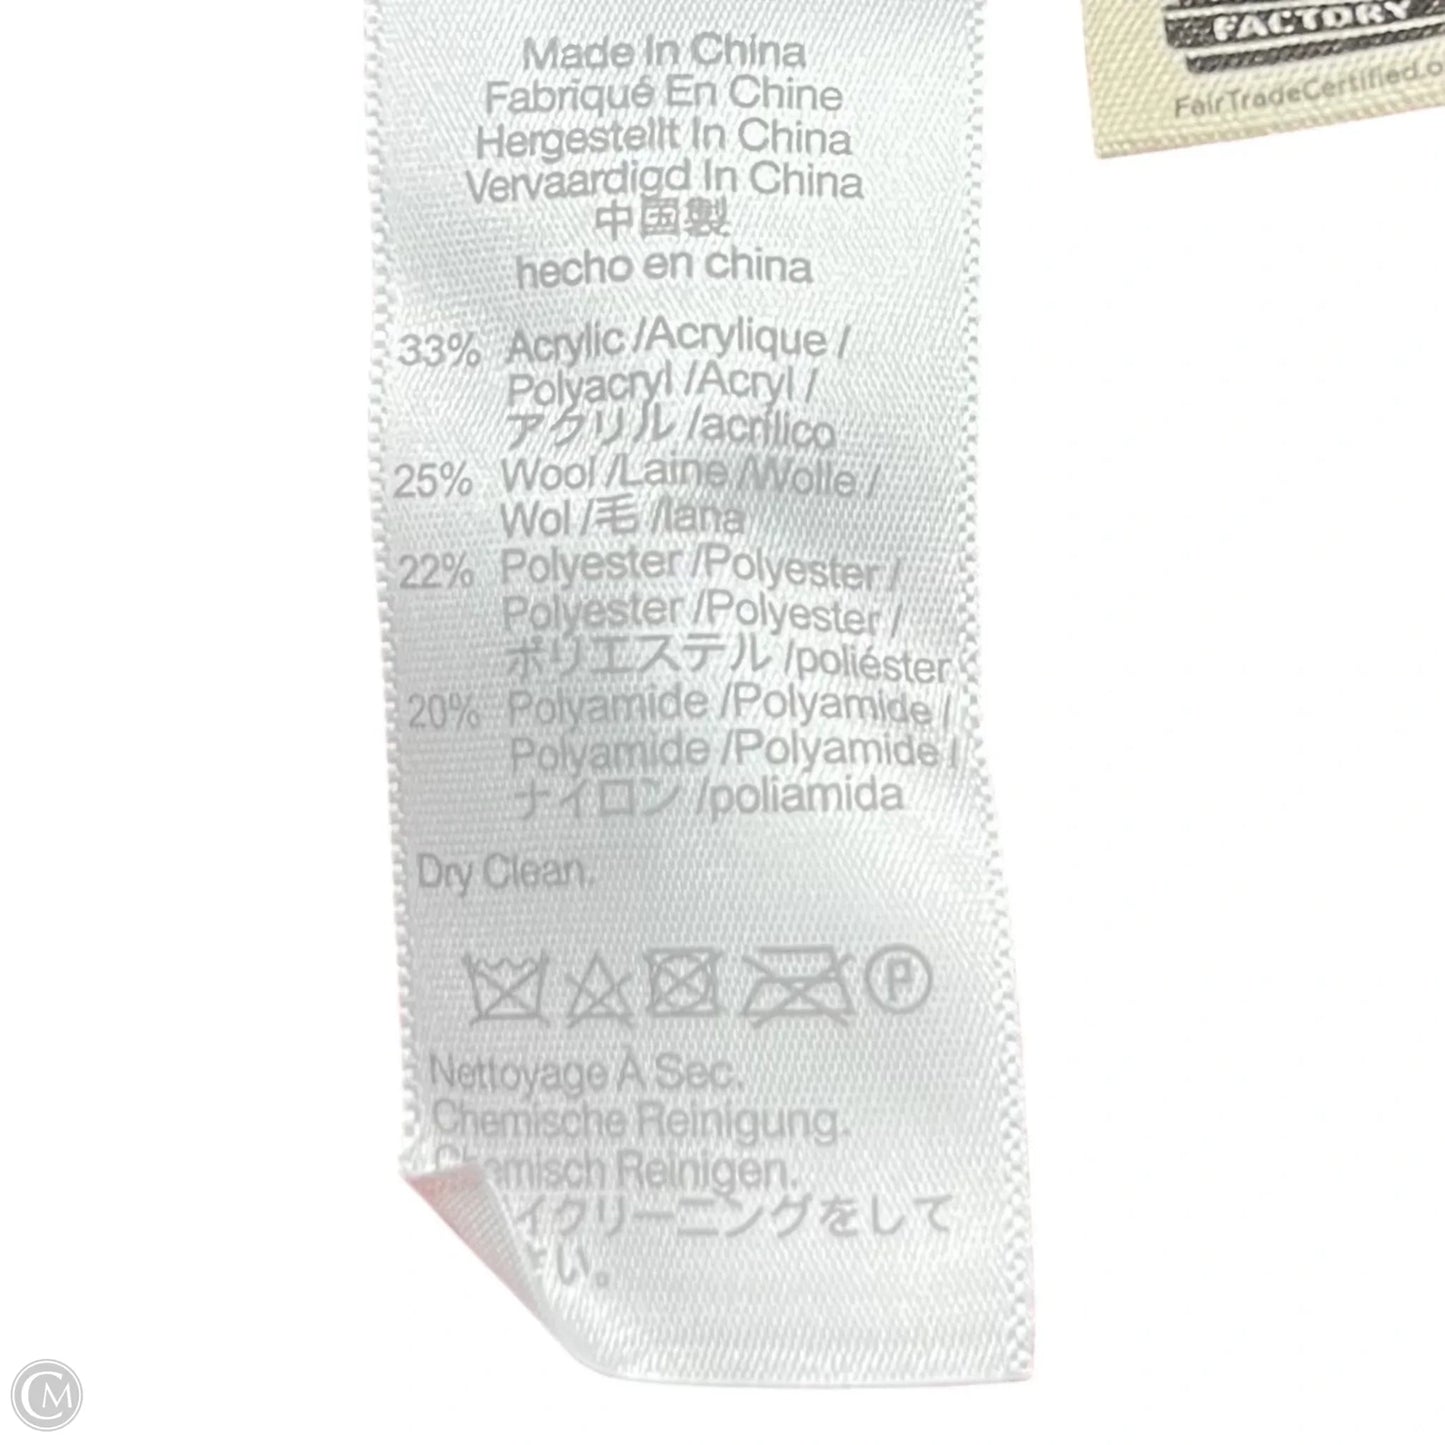 FACTORY
FairTradeCertified.o
Made In China
Fabriqué En Chine
Hergestellt In China
Vervaardigd In China
中国製
hecho en china
33% Acrylic /Acrylique /
Polyacryl /Acryl /
アクリル /acrílico
25% Wool /Laine /Wolle /
Wol /毛 /lana
22% Polyester /Polyester /
Polyester /Polyester /
ポリエステル /poliéster
20% Polyamide /Polyamide /
Polyamide /Polyamide /
ナイロン /poliamida
Dry Clean.
P
Nettoyage À Sec.
Chemische Reinigung.
Chemisch Reinigen.
イクリーニングをして
い。
CM